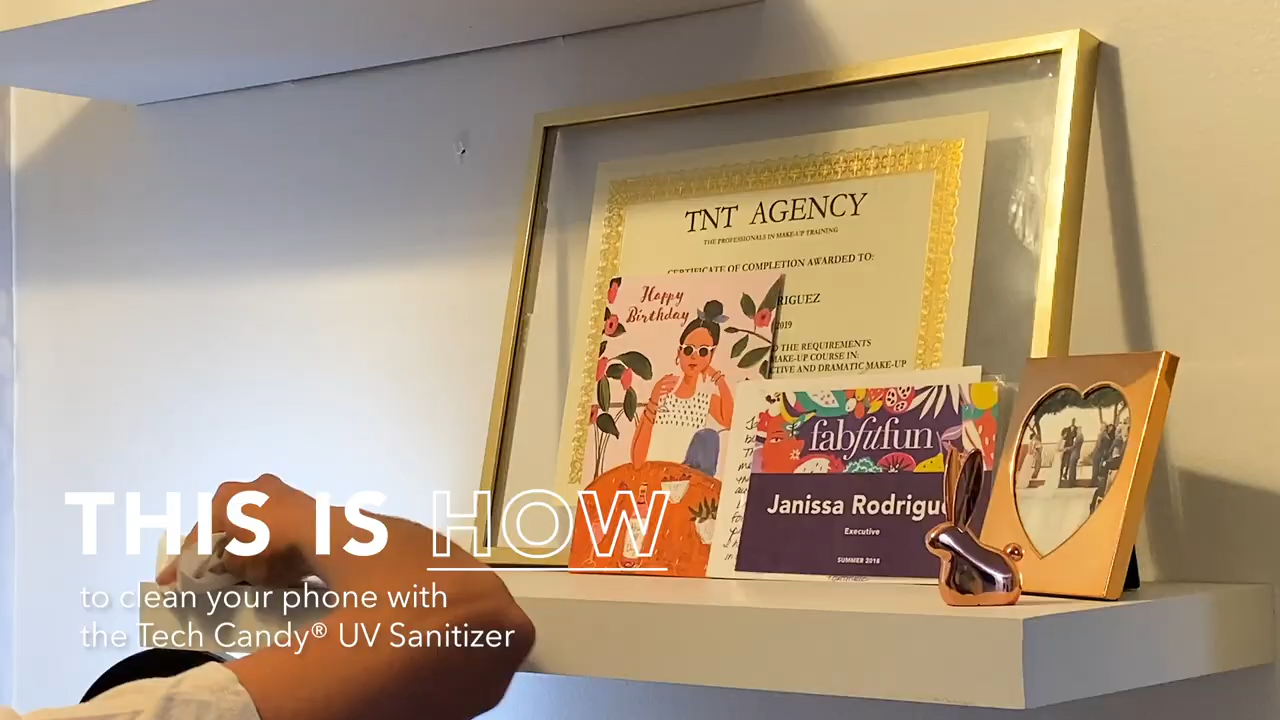 TNT AGENCY
THE PROFESSIONALS IN MAKE-UP TRAINING
CERTIFICATE OF COMPLETION AWARDED TO:
RIGUEZ
2019
THE REQUIREMENTS
MAKE-UP COURSE IN:
CTIVE AND DRAMATIC MAKE-UP
Happy
Birthday
fabfitfun
Janissa Rodrigue
Executive
SUMMER 2018
THIS IS HOW
to clean your phone with
the Tech Candy® UV Sanitizer